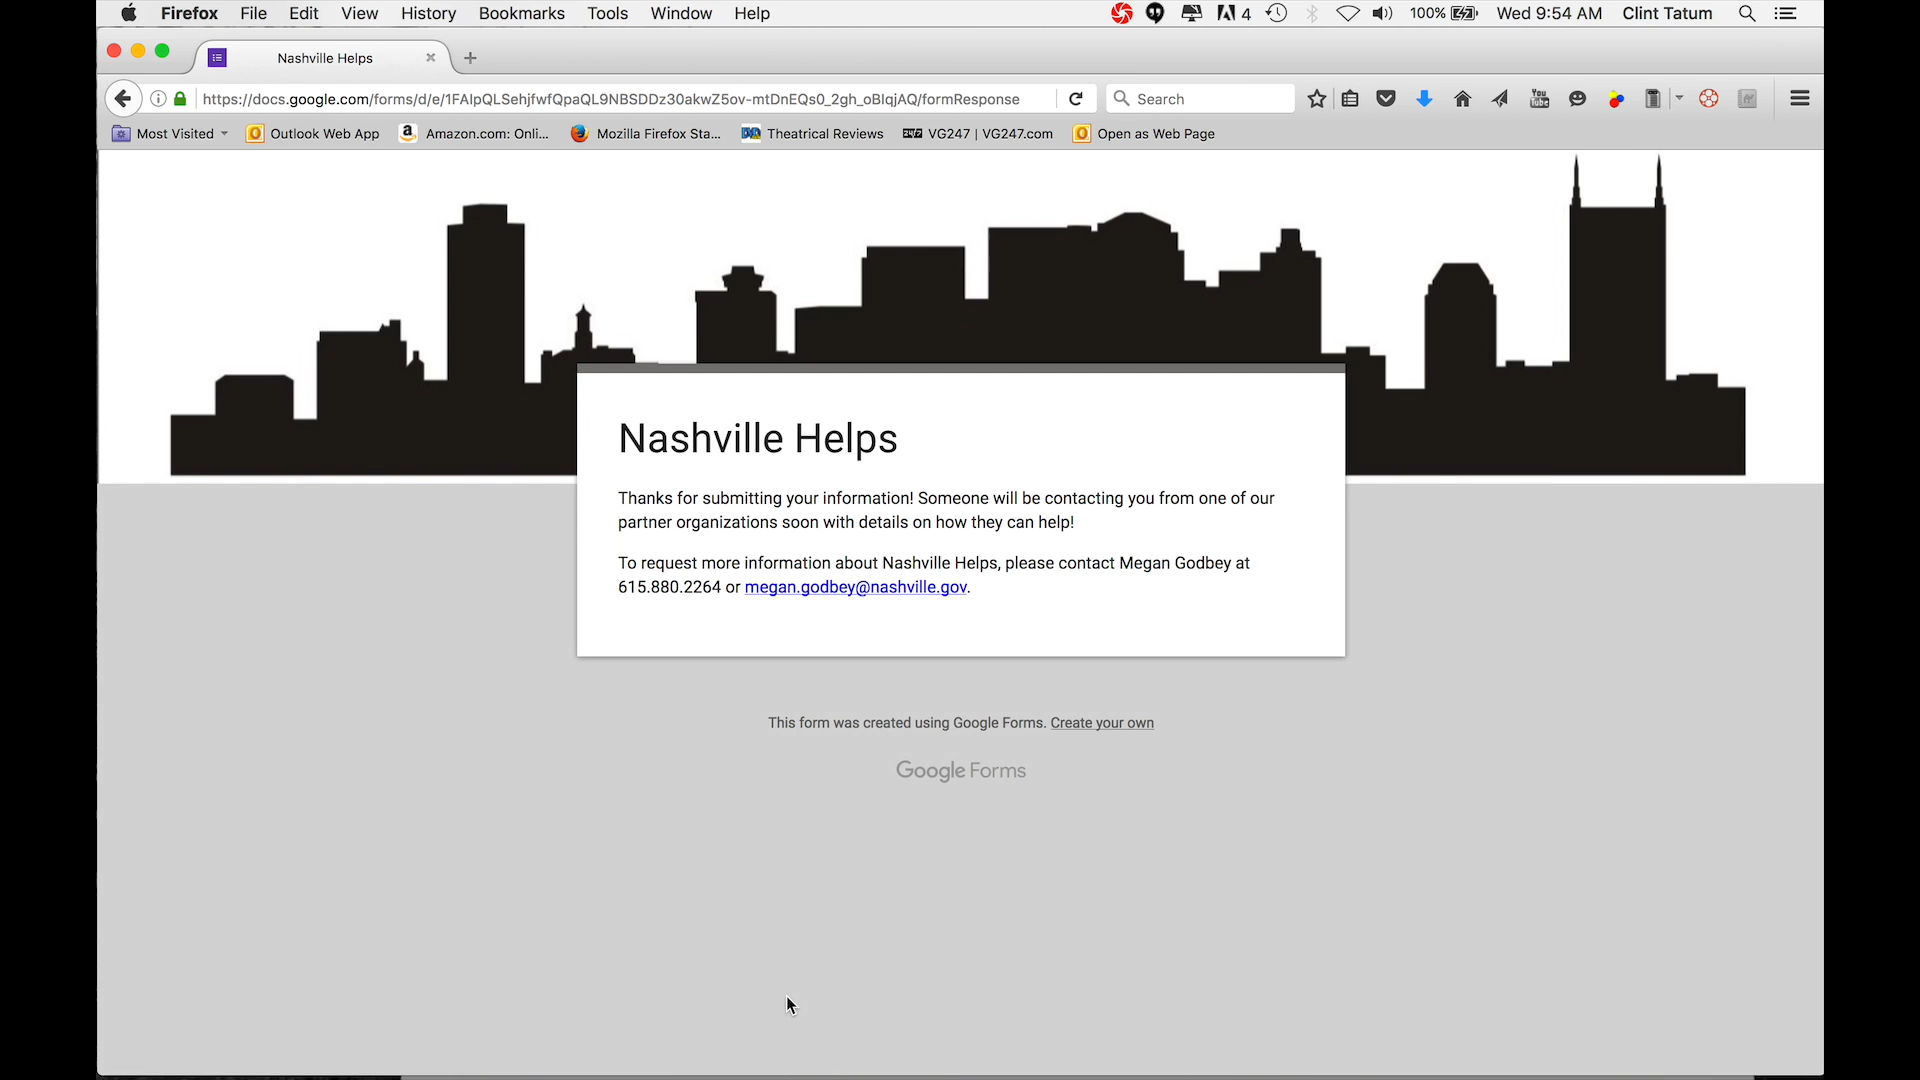 Firefox File Edit View History Bookmarks Tools Window Help 4 100% Wed 9:54 AM Clint Tatum
Nashville Helps
https://docs.google.com/forms/d/e/1FAIpQLSehjfwfQpaQL9NBSDDz30akwZ5ov-mtDnEQs0_2gh_oBIqjAQ/formResponse Search You Tube
Most Visited Outlook Web App Amazon.com: Onli... Mozilla Firefox Sta... Theatrical Reviews VG247 | VG247.com Open as Web Page
Nashville Helps
Thanks for submitting your information! Someone will be contacting you from one of our
partner organizations soon with details on how they can help!
To request more information about Nashville Helps, please contact Megan Godbey at
615.880.2264 or megan.godbey@nashville.gov.
This form was created using Google Forms. Create your own
Google Forms